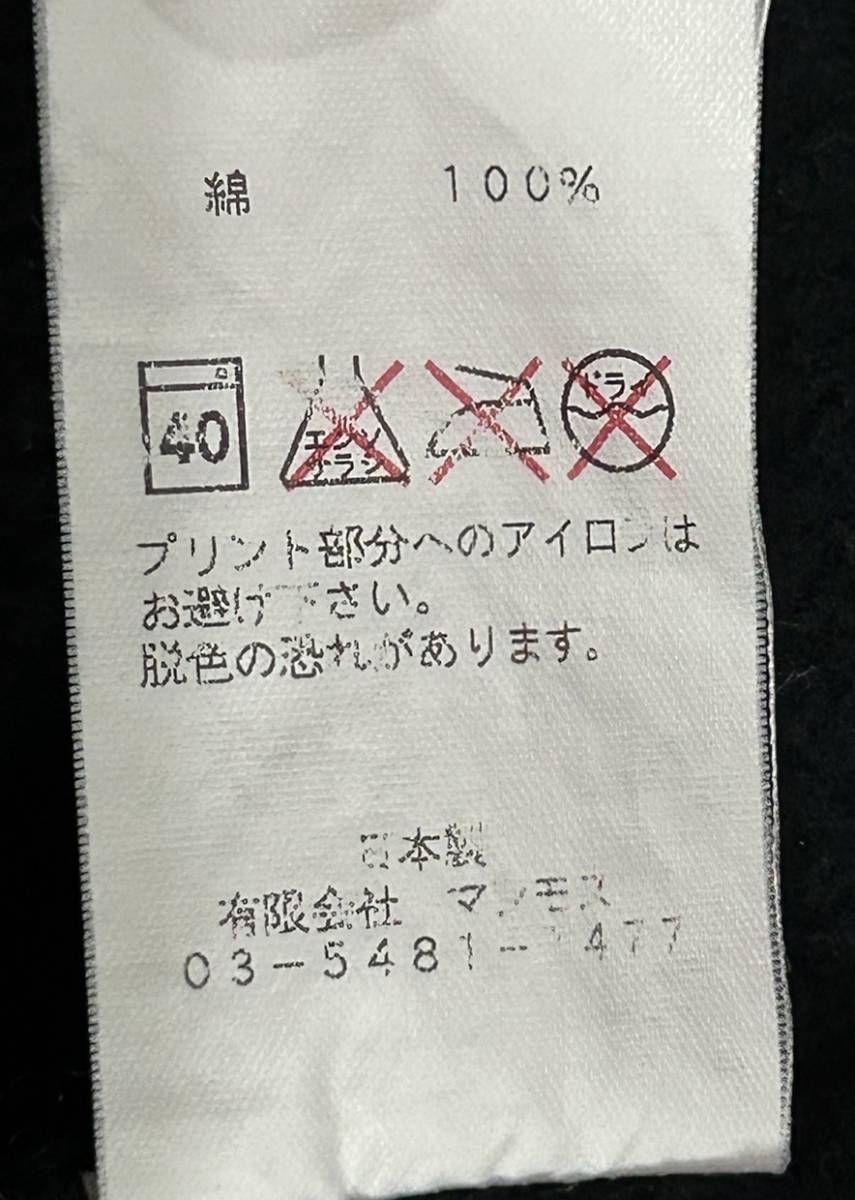 綿 100%
40 エンソ サラシ ドライ
プリント部分へのアイロンは
お避け下さい。
脱色の恐れがあります。
日本製
有限会社 マンモス
03-5481-